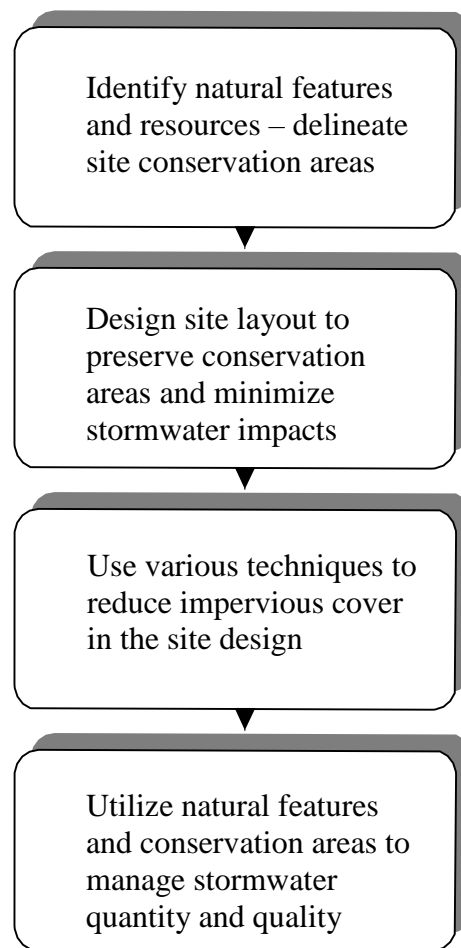 Identify natural features
and resources – delineate
site conservation areas
Design site layout to
preserve conservation
areas and minimize
stormwater impacts
Use various techniques to
reduce impervious cover
in the site design
Utilize natural features
and conservation areas to
manage stormwater
quantity and quality